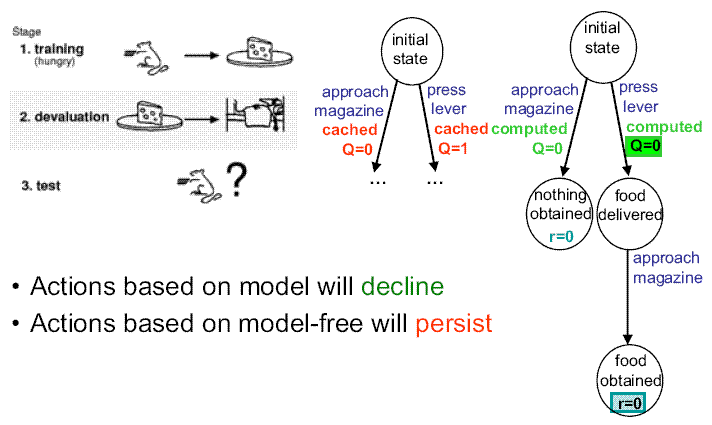 Stage
1. training
(hungry)
2. devaluation
3. test
?
initial
state
approach
magazine
cached
Q=0
press
lever
cached
Q=1
...
...
initial
state
approach
magazine
computed
Q=0
press
lever
computed
Q=0
nothing
obtained
r=0
food
delivered
approach
magazine
food
obtained
r=0
• Actions based on model will decline
• Actions based on model-free will persist